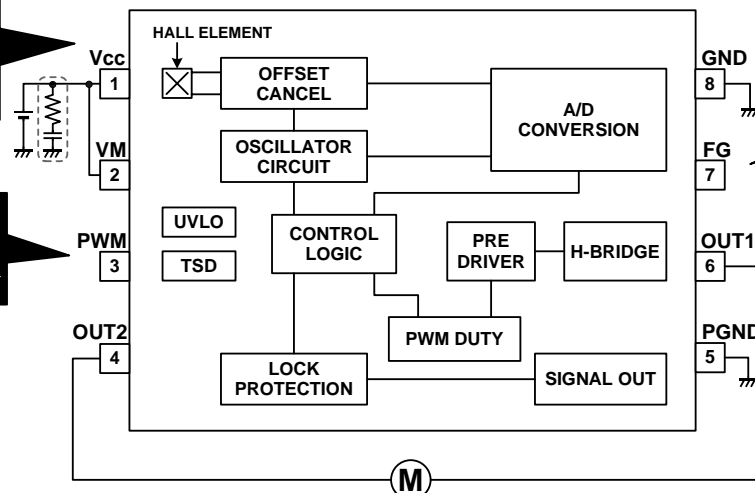 HALL ELEMENT
Vcc
1
VM
2
PWM
3
OUT2
4
OFFSET
CANCEL
OSCILLATOR
CIRCUIT
A/D
CONVERSION
UVLO
TSD
CONTROL
LOGIC
PRE
DRIVER
H-BRIDGE
PWM DUTY
LOCK
PROTECTION
SIGNAL OUT
GND
8
FG
7
OUT1
6
PGND
5
M